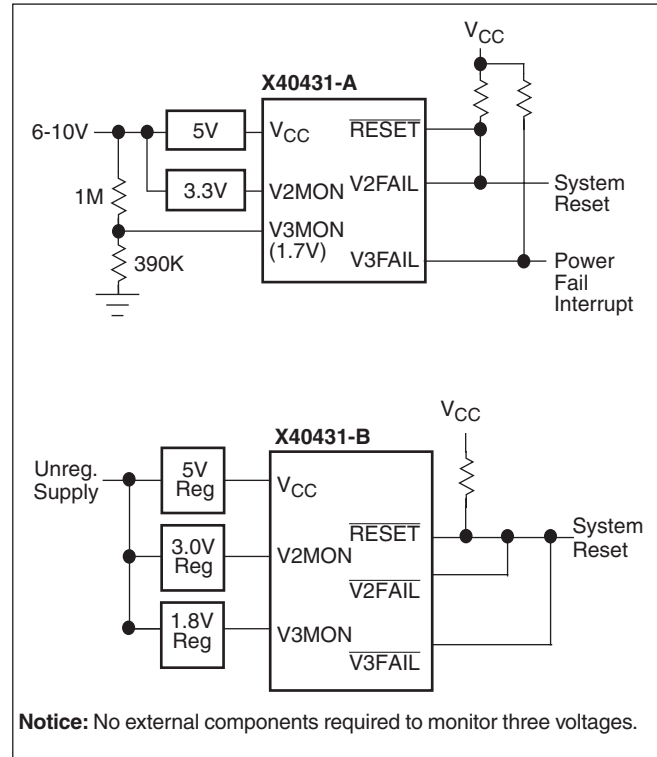 VCC
X40431-A
6-10V
5V
VCC
RESET
3.3V
V2MON
V2FAIL
System
Reset
1M
V3MON
(1.7V)
V3FAIL
Power
Fail
Interrupt
390K
VCC
X40431-B
Unreg.
Supply
5V
Reg
VCC
RESET
System
Reset
3.0V
Reg
V2MON
V2FAIL
1.8V
Reg
V3MON
V3FAIL
Notice: No external components required to monitor three voltages.